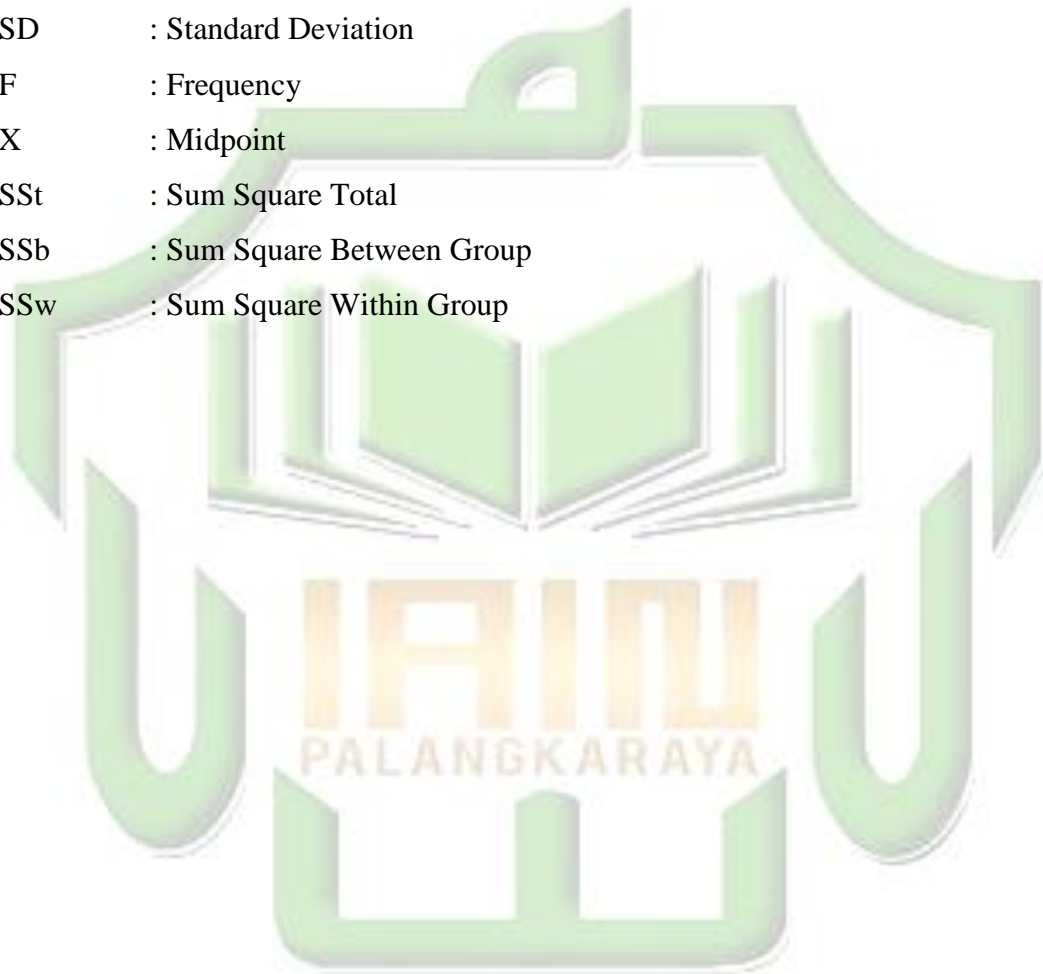 SD : Standard Deviation
F : Frequency
X : Midpoint
SSt : Sum Square Total
SSb : Sum Square Between Group
SSw : Sum Square Within Group
IAIN
PALANGKARAYA